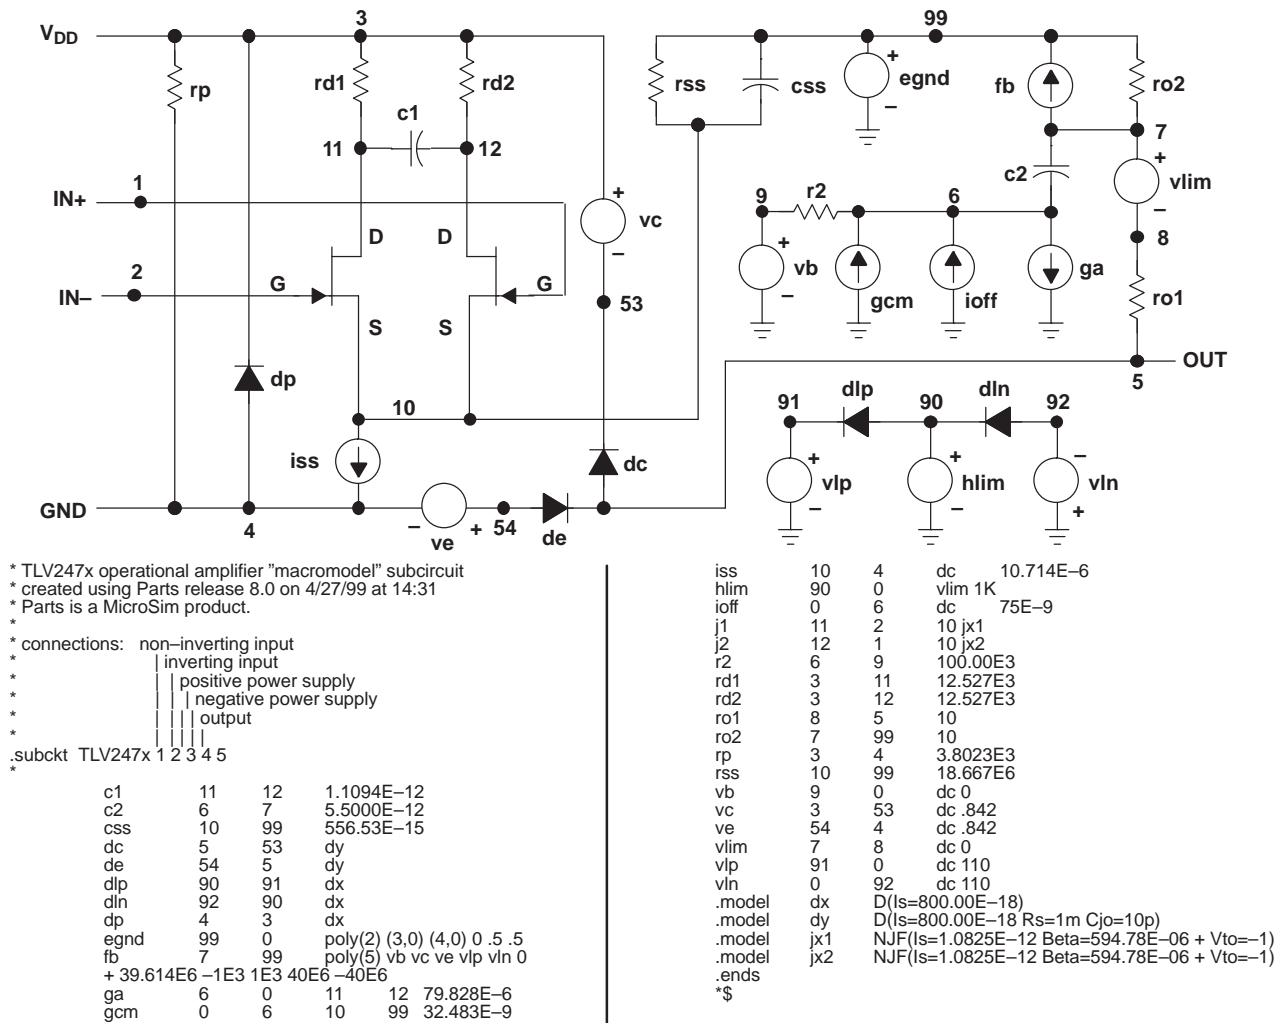 V_DD
3
99
rp
rd1
rd2
rss
css
+
egnd
–
fb
ro2
c1
11
12
7
c2
+
vlim
–
IN+
1
D
D
+
vc
–
9
r2
6
8
2
IN–
G
G
S
S
53
+
vb
–
gcm
ioff
ga
ro1
OUT
5
dp
10
91
dlp
90
dln
92
iss
dc
+
vlp
–
+
hlim
–
–
vln
+
GND
4
–
ve
+
54
de
* TLV247x operational amplifier ”macromodel” subcircuit
* created using Parts release 8.0 on 4/27/99 at 14:31
* Parts is a MicroSim product.
*
* connections: non–inverting input
* | inverting input
* | | positive power supply
* | | | negative power supply
* | | | | output
* | | | | |
.subckt TLV247x 1 2 3 4 5
*
c1 11 12 1.1094E–12
c2 6 7 5.5000E–12
css 10 99 556.53E–15
dc 5 53 dy
de 54 5 dy
dlp 90 91 dx
dln 92 90 dx
dp 4 3 dx
egnd 99 0 poly(2) (3,0) (4,0) 0 .5 .5
fb 7 99 poly(5) vb vc ve vlp vln 0
+ 39.614E6 –1E3 1E3 40E6 –40E6
ga 6 0 11 12 79.828E–6
gcm 0 6 10 99 32.483E–9
iss 10 4 dc 10.714E–6
hlim 90 0 vlim 1K
ioff 0 6 dc 75E–9
j1 11 2 10 jx1
j2 12 1 10 jx2
r2 6 9 100.00E3
rd1 3 11 12.527E3
rd2 3 12 12.527E3
ro1 8 5 10
ro2 7 99 10
rp 3 4 3.8023E3
rss 10 99 18.667E6
vb 9 0 dc 0
vc 3 53 dc .842
ve 54 4 dc .842
vlim 7 8 dc 0
vlp 91 0 dc 110
vln 0 92 dc 110
.model dx D(Is=800.00E–18)
.model dy D(Is=800.00E–18 Rs=1m Cjo=10p)
.model jx1 NJF(Is=1.0825E–12 Beta=594.78E–06 + Vto=–1)
.model jx2 NJF(Is=1.0825E–12 Beta=594.78E–06 + Vto=–1)
.ends
*$